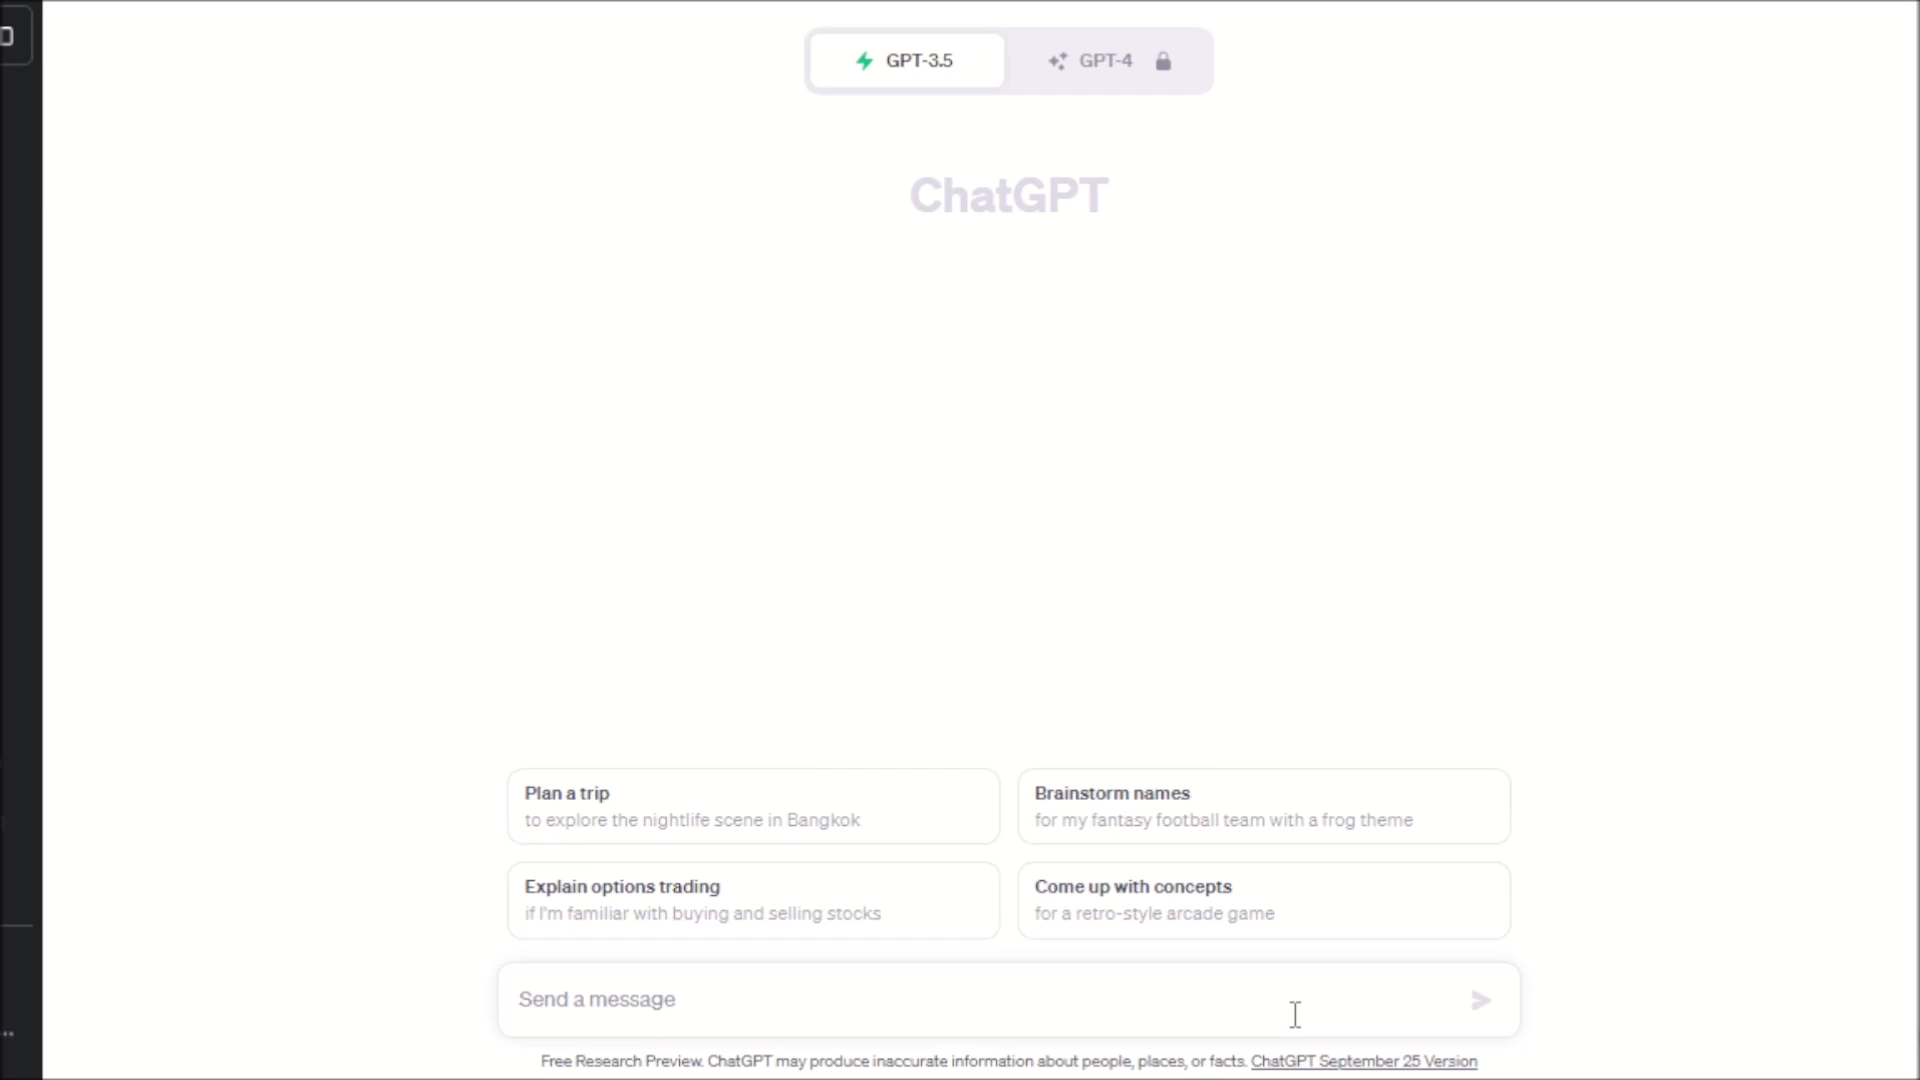 GPT-3.5
GPT-4
ChatGPT
Plan a trip
to explore the nightlife scene in Bangkok
Brainstorm names
for my fantasy football team with a frog theme
Explain options trading
if I'm familiar with buying and selling stocks
Come up with concepts
for a retro-style arcade game
Send a message
Free Research Preview. ChatGPT may produce inaccurate information about people, places, or facts. ChatGPT September 25 Version